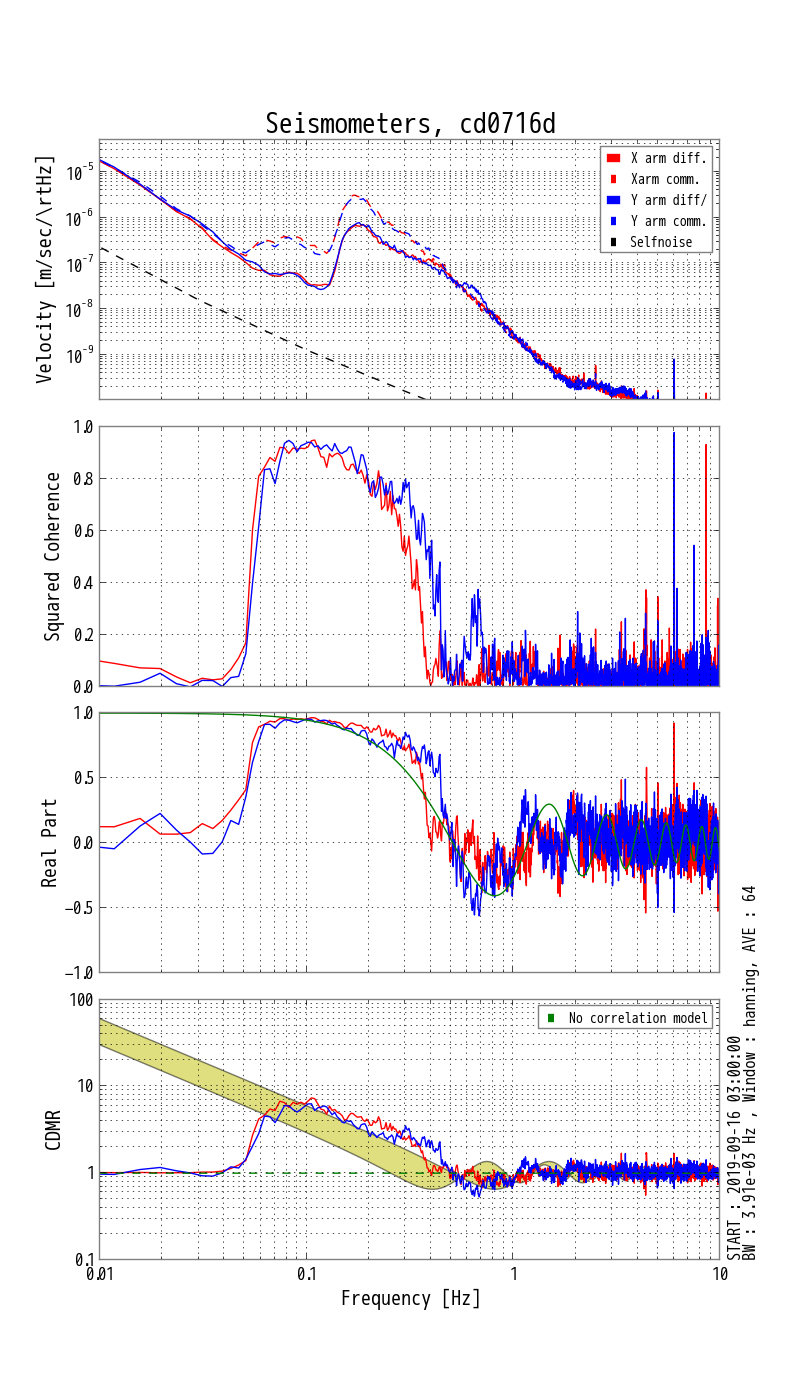 Seismometers, cd0716d
Velocity [m/sec/\rtHz]
10^-5
10^-6
10^-7
10^-8
10^-9
X arm diff.
Xarm comm.
Y arm diff/
Y arm comm.
Selfnoise
Squared Coherence
1.0
0.8
0.6
0.4
0.2
0.0
Real Part
1.0
0.5
0.0
−0.5
−1.0
CDMR
100
10
1
0.1
No correlation model
0.01
0.1
1
10
Frequency [Hz]
START : 2019-09-16 03:00:00
BW : 3.91e-03 Hz , Window : hanning, AVE : 64